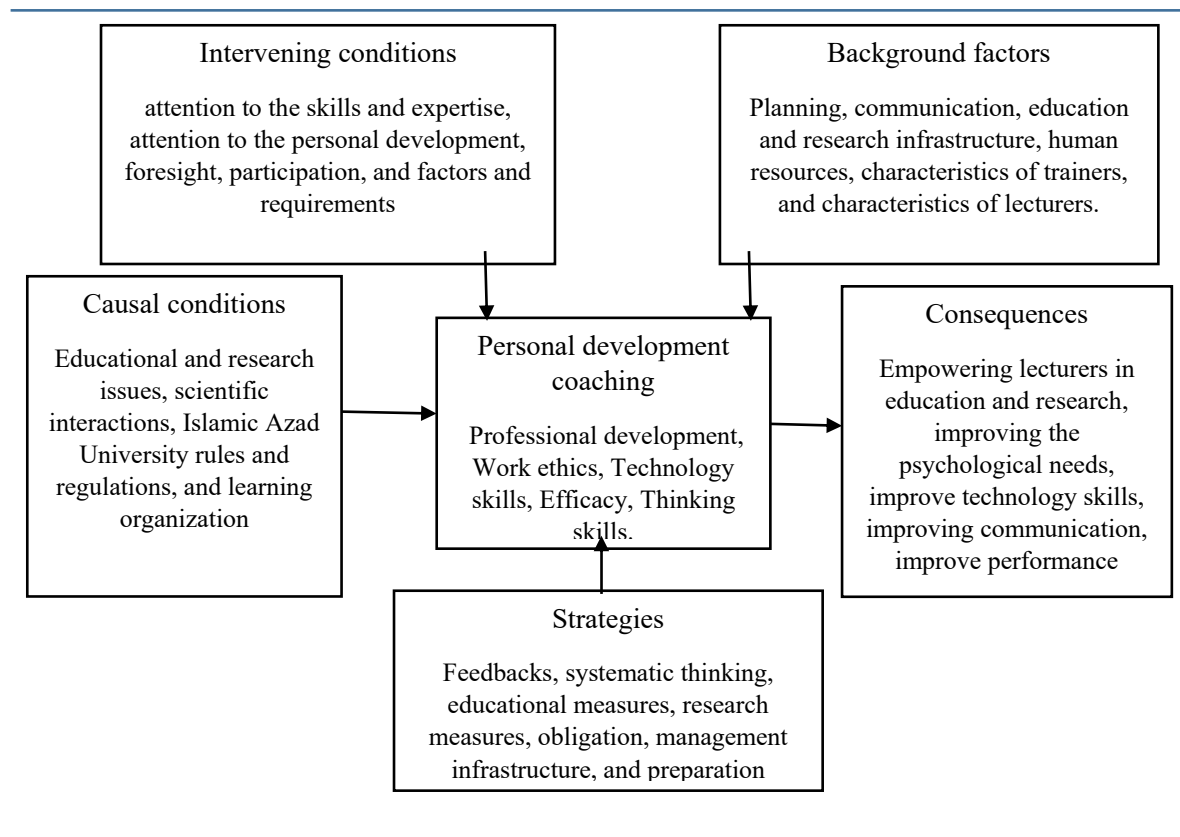 Intervening conditions
attention to the skills and expertise,
attention to the personal development,
foresight, participation, and factors and
requirements
Background factors
Planning, communication, education
and research infrastructure, human
resources, characteristics of trainers,
and characteristics of lecturers.
Causal conditions
Educational and research
issues, scientific
interactions, Islamic Azad
University rules and
regulations, and learning
organization
Personal development
coaching
Professional development,
Work ethics, Technology
skills, Efficacy, Thinking
skills.
Consequences
Empowering lecturers in
education and research,
improving the
psychological needs,
improve technology skills,
improving communication,
improve performance
Strategies
Feedbacks, systematic thinking,
educational measures, research
measures, obligation, management
infrastructure, and preparation